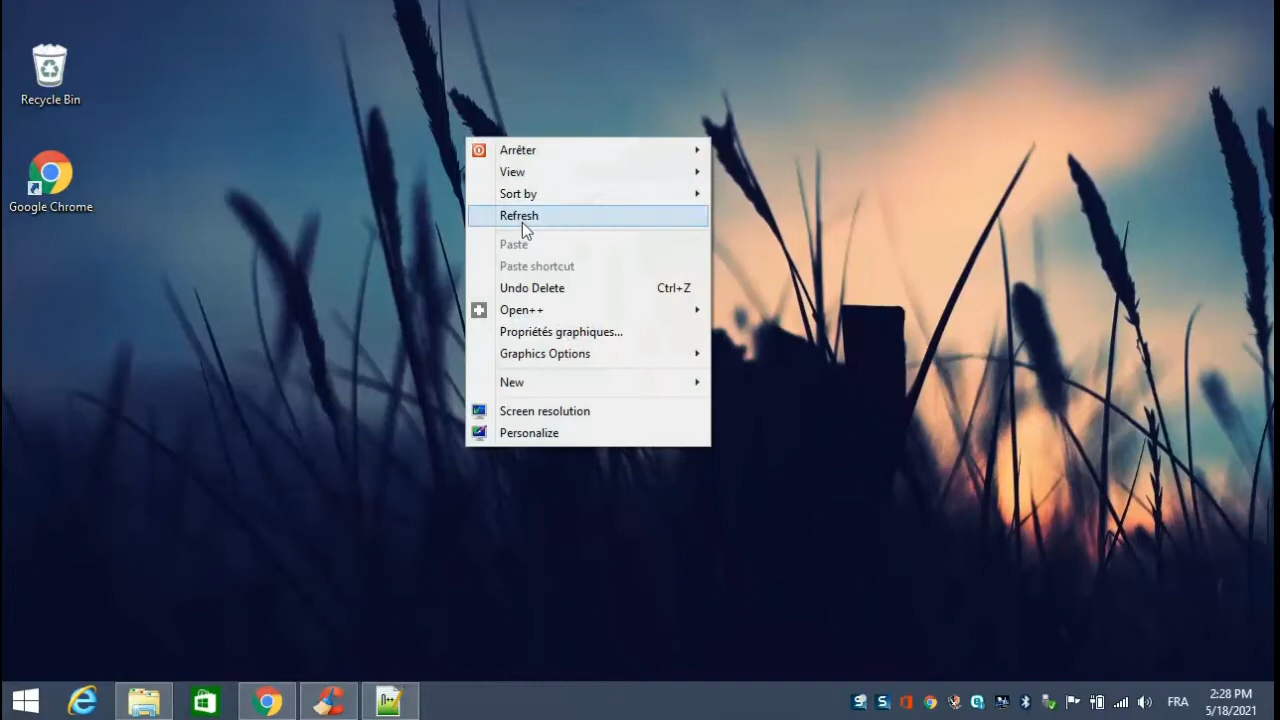 Recycle Bin
Google Chrome
Arrêter
View
Sort by
Refresh
Paste
Paste shortcut
Undo Delete Ctrl+Z
Open++
Propriétés graphiques...
Graphics Options
New
Screen resolution
Personalize
FRA
2:28 PM
5/18/2021